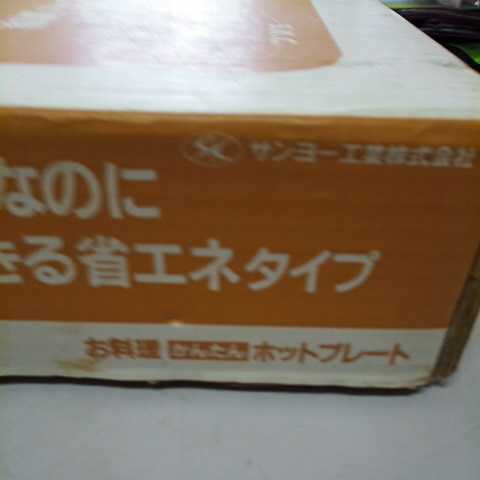 サンヨー工業株式会社
なのに
きる省エネタイプ
お料理 かんたん ホットプレート